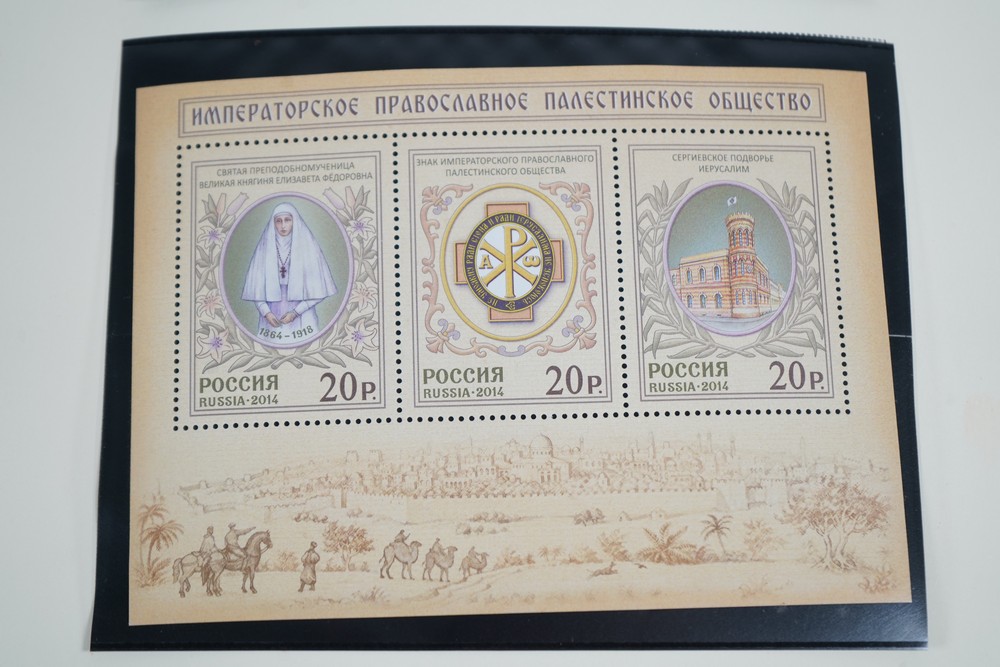 ИМПЕРАТОРСКОЕ ПРАВОСЛАВНОЕ ПАЛЕСТИНСКОЕ ОБЩЕСТВО
СВЯТАЯ ПРЕПОДОБНОМУЧЕНИЦА
ВЕЛИКАЯ КНЯГИНЯ ЕЛИЗАВЕТА ФЁДОРОВНА
1864–1918
РОССИЯ
RUSSIA·2014
20Р.
ЗНАК ИМПЕРАТОРСКОГО ПРАВОСЛАВНОГО
ПАЛЕСТИНСКОГО ОБЩЕСТВА
А Ѡ
РОССИЯ
RUSSIA·2014
20Р.
СЕРГИЕВСКОЕ ПОДВОРЬЕ
ИЕРУСАЛИМ
РОССИЯ
RUSSIA·2014
20Р.